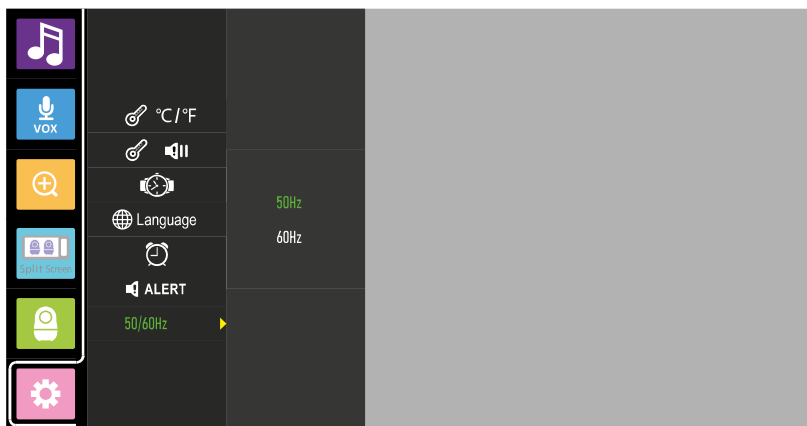 VOX
Split Screen
°C/°F
Language
ALERT
50/60Hz
50Hz
60Hz